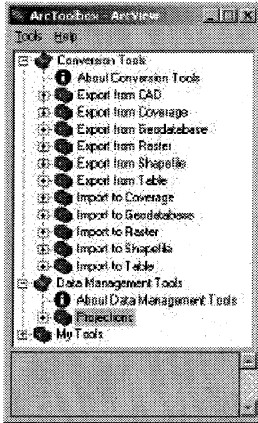 ArcToolbox - ArcView
Tools Help
Conversion Tools
About Conversion Tools
Export from CAD
Export from Coverage
Export from Geodatabase
Export from Raster
Export from Shapefile
Export from Table
Import to Coverage
Import to Geodatabase
Import to Raster
Import to Shapefile
Import to Table
Data Management Tools
About Data Management Tools
Projections
My Tools